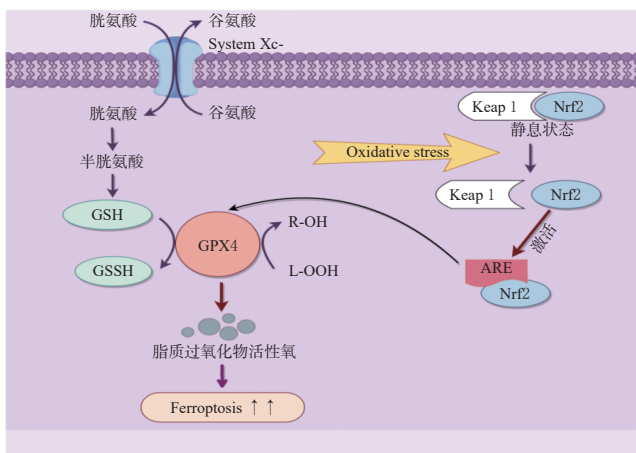 胱氨酸
谷氨酸
System Xc-
胱氨酸
谷氨酸
半胱氨酸
GSH
GSSH
GPX4
R-OH
L-OOH
脂质过氧化物活性氧
Ferroptosis ↑ ↑
Keap 1
Nrf2
静息状态
Oxidative stress
Keap 1
Nrf2
激活
ARE
Nrf2